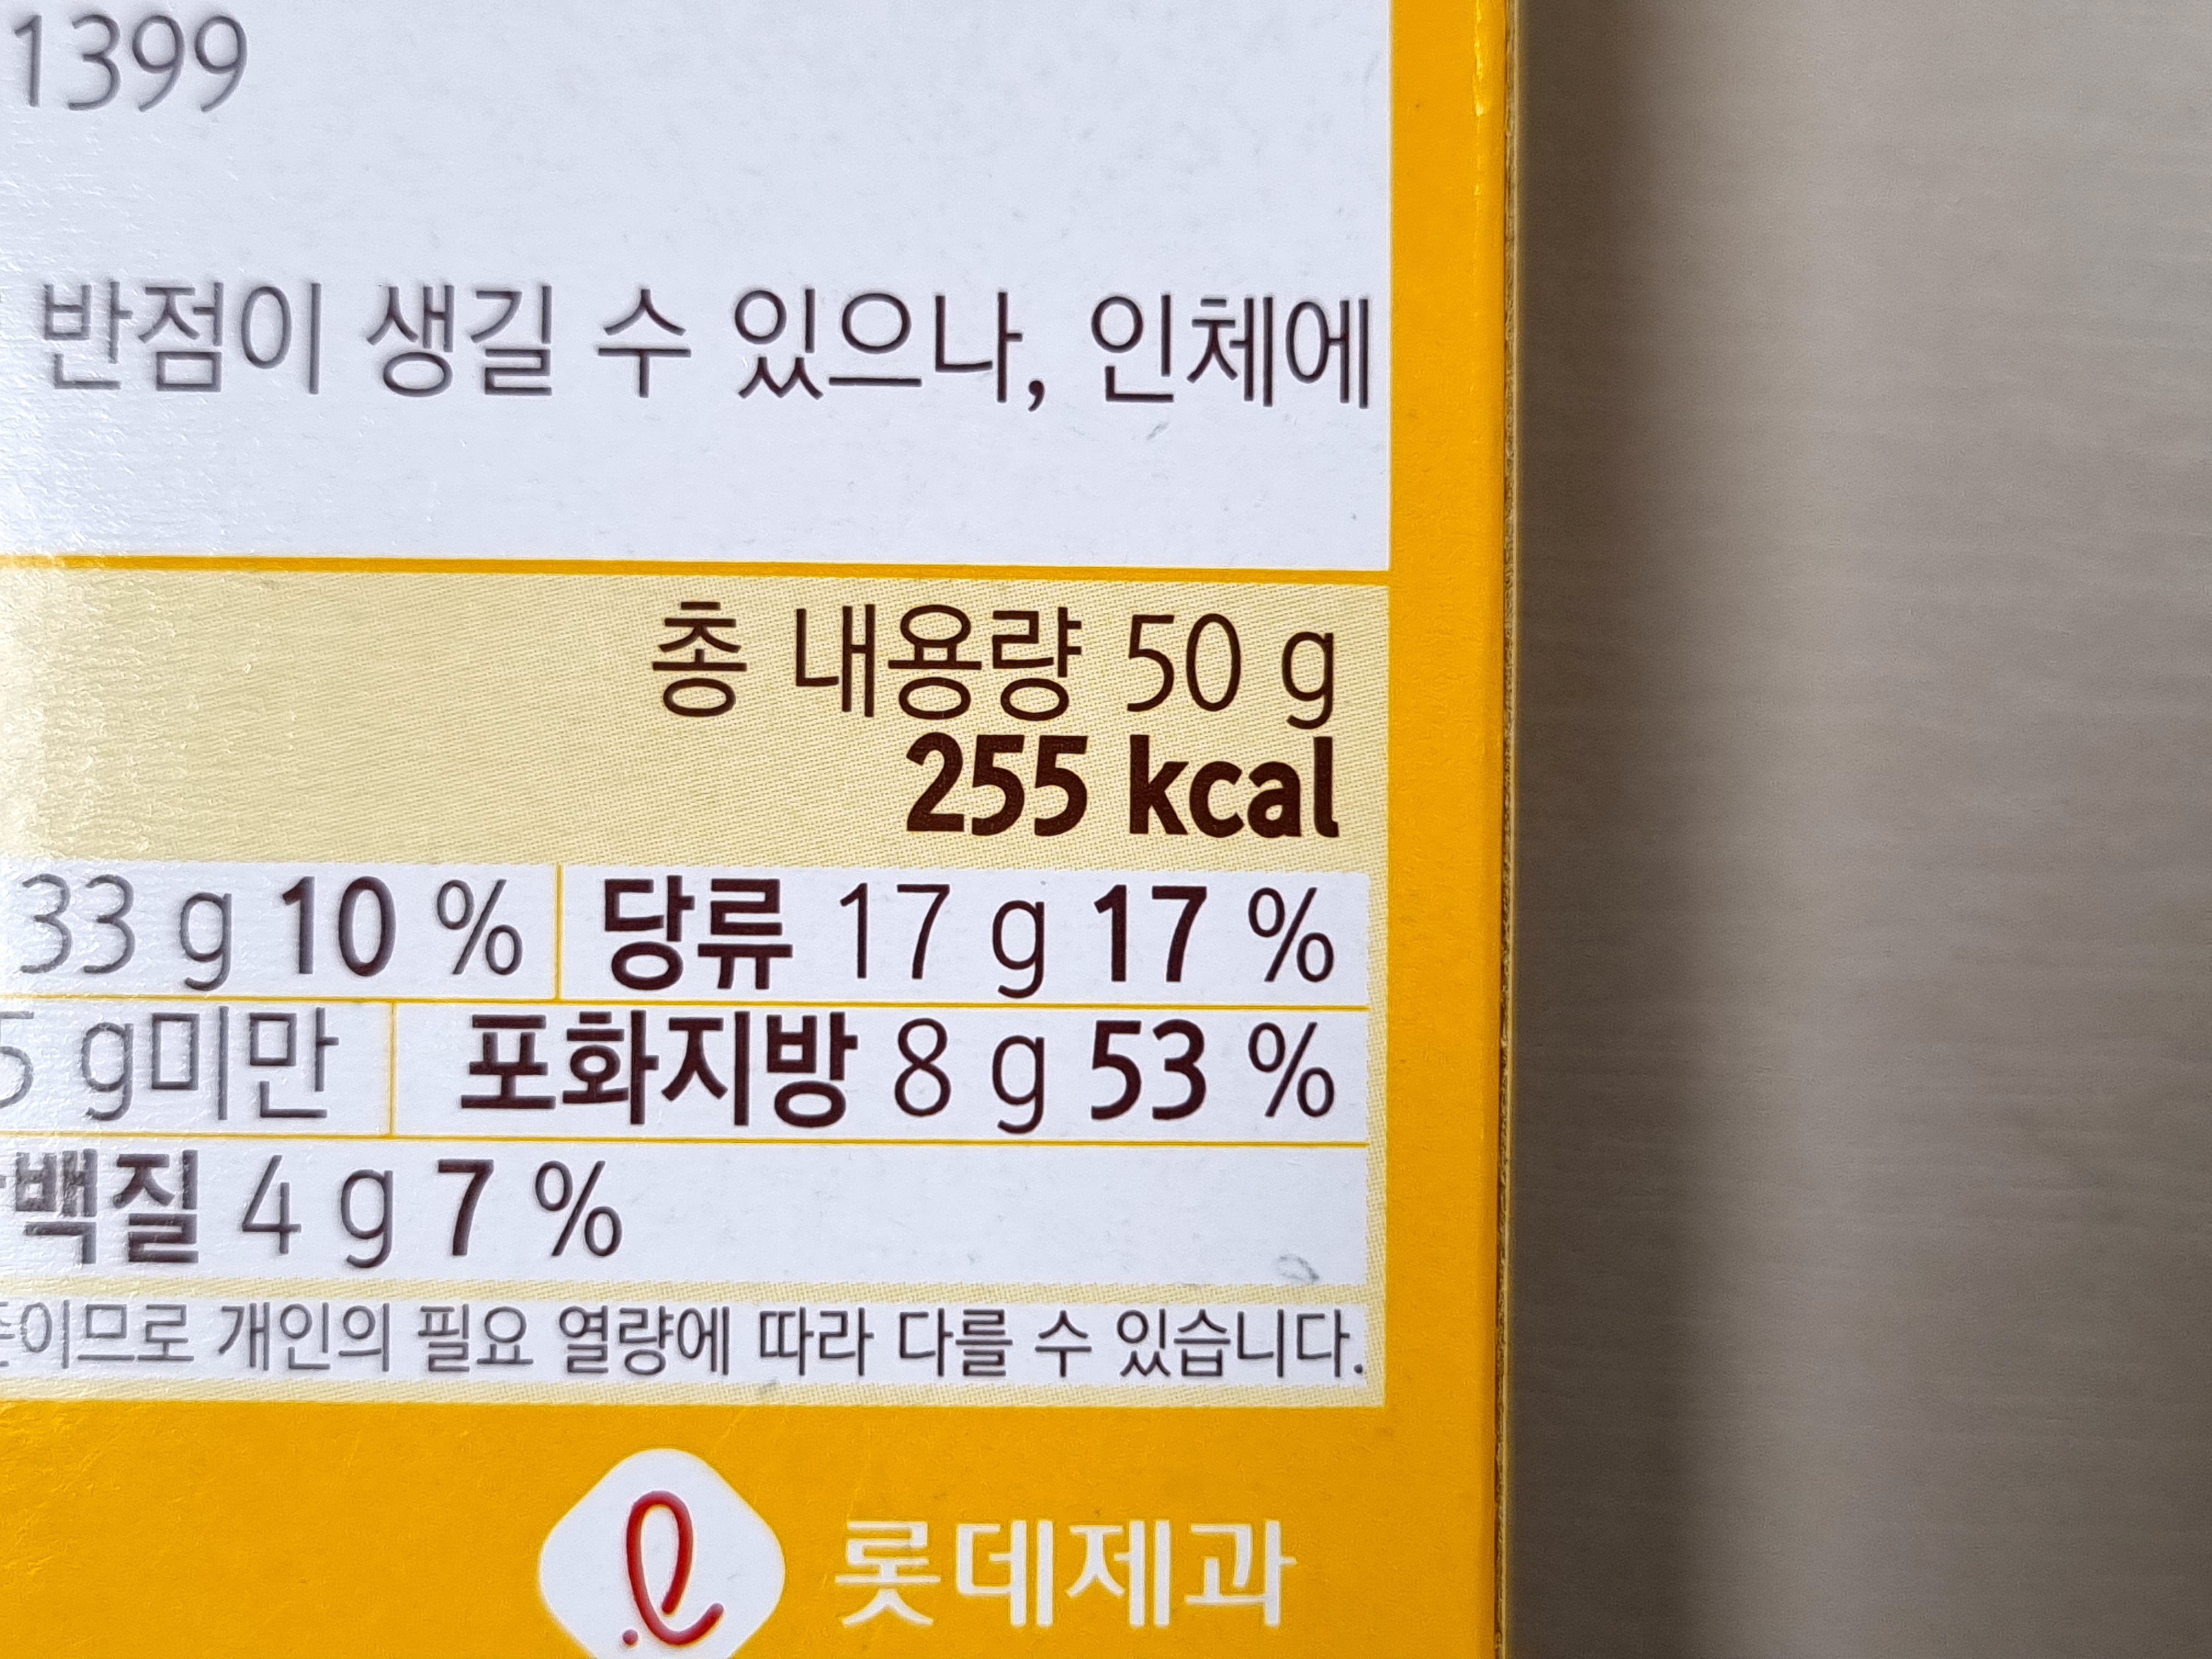 1399
반점이 생길 수 있으나, 인체에
총 내용량 50 g
255 kcal
33 g 10 % 당류 17 g 17 %
5 g미만 포화지방 8 g 53 %
백질 4 g 7 %
이므로 개인의 필요 열량에 따라 다를 수 있습니다.
롯데제과